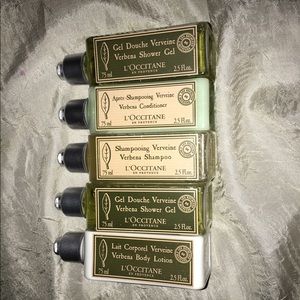 Gel Douche Verveine
Verbena Shower Gel
L'OCCITANE
EN PROVENCE
75 ml 2.5 fl.oz.
Après-Shampooing Verveine
Verbena Conditioner
L'OCCITANE
EN PROVENCE
75 ml 2.5 fl.oz.
Shampooing Verveine
Verbena Shampoo
L'OCCITANE
EN PROVENCE
75 ml 2.5 fl.oz.
Gel Douche Verveine
Verbena Shower Gel
L'OCCITANE
EN PROVENCE
75 ml 2.5 fl.oz.
Lait Corporel Verveine
Verbena Body Lotion
L'OCCITANE
EN PROVENCE
75 ml 2.5 fl.oz.